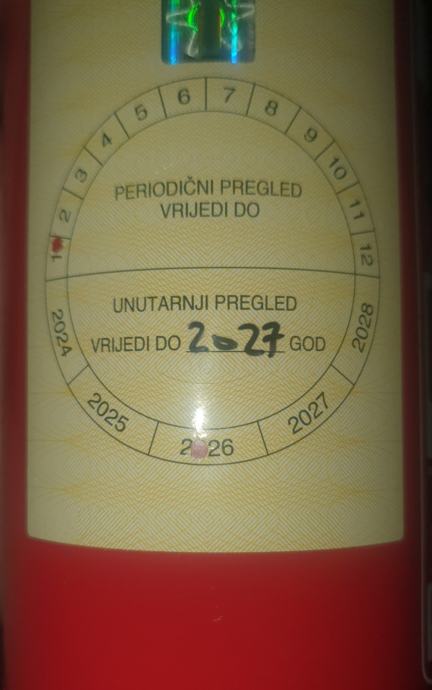 1 2 3 4 5 6 7 8 9 10 11 12
PERIODIČNI PREGLED
VRIJEDI DO
UNUTARNJI PREGLED
VRIJEDI DO 2027 GOD
2024 2025 2026 2027 2028